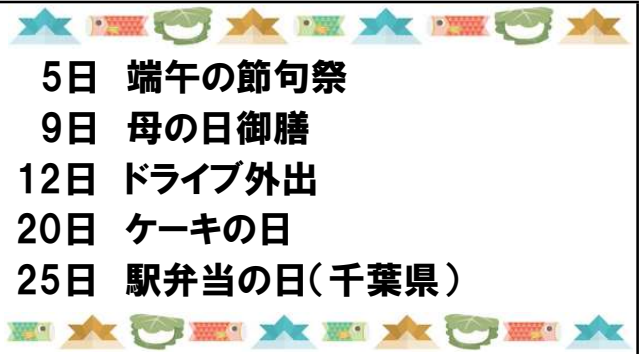 5日 端午の節句祭
9日 母の日御膳
12日 ドライブ外出
20日 ケーキの日
25日 駅弁当の日（千葉県）